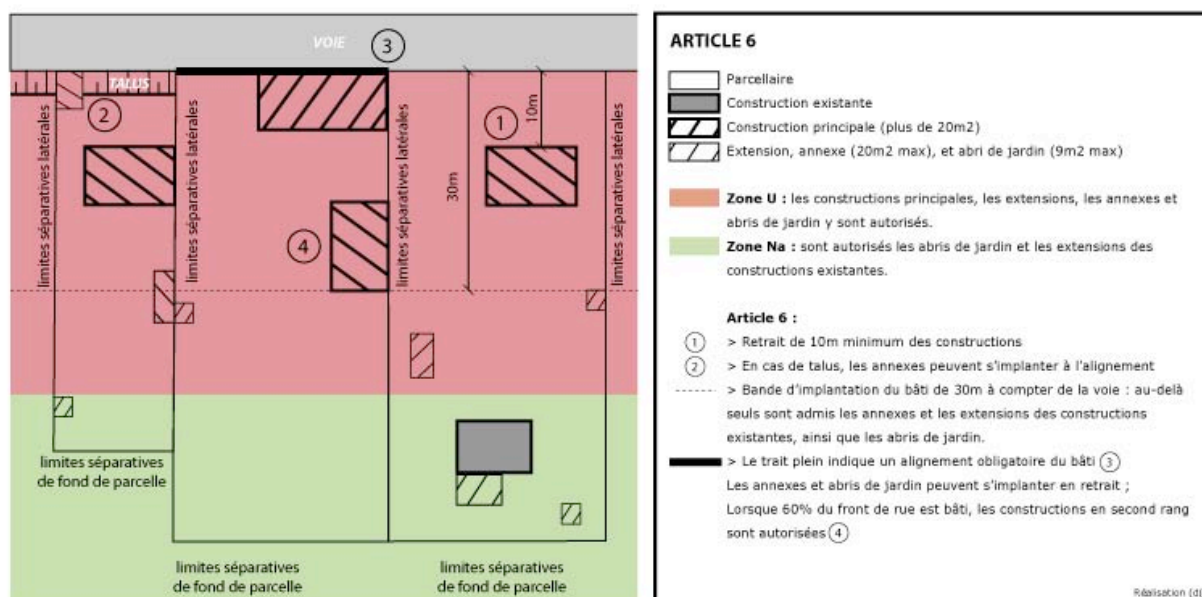 VOIE
3
TALUS
2
limites séparatives latérales
limites séparatives latérales
limites séparatives latérales
limites séparatives latérales
10m
1
30m
4
limites séparatives
de fond de parcelle
limites séparatives
de fond de parcelle
limites séparatives
de fond de parcelle
ARTICLE 6
Parcellaire
Construction existante
Construction principale (plus de 20m2)
Extension, annexe (20m2 max), et abri de jardin (9m2 max)
Zone U : les constructions principales, les extensions, les annexes et
abris de jardin y sont autorisés.
Zone Na : sont autorisés les abris de jardin et les extensions des
constructions existantes.
Article 6 :
1 > Retrait de 10m minimum des constructions
2 > En cas de talus, les annexes peuvent s'implanter à l'alignement
> Bande d'implantation du bâti de 30m à compter de la voie : au-delà
seuls sont admis les annexes et les extensions des constructions
existantes, ainsi que les abris de jardin.
> Le trait plein indique un alignement obligatoire du bâti 3
Les annexes et abris de jardin peuvent s'implanter en retrait ;
Lorsque 60% du front de rue est bâti, les constructions en second rang
sont autorisées 4
Réalisation (d)